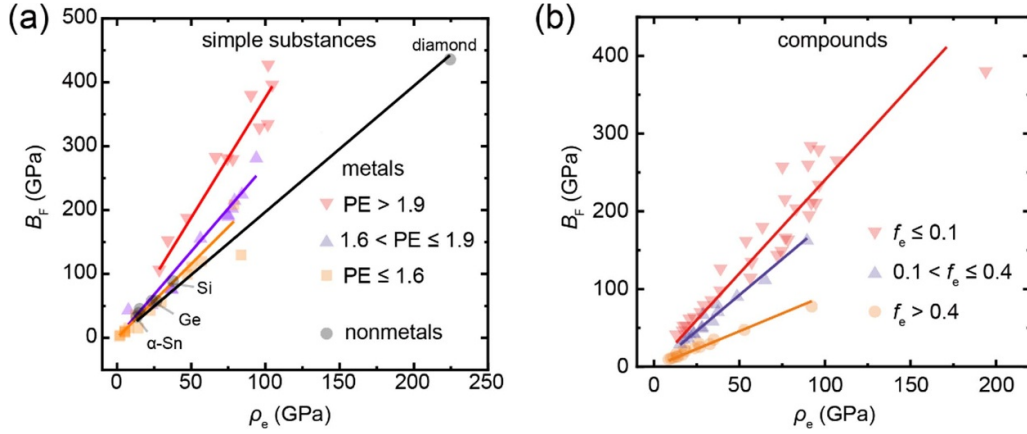 (a)
simple substances
diamond
metals
PE > 1.9
1.6 < PE ≤ 1.9
PE ≤ 1.6
nonmetals
Si
Ge
α-Sn
500
400
300
200
100
0
B_F (GPa)
0 50 100 150 200 250
ρ_e (GPa)
(b)
compounds
f_e ≤ 0.1
0.1 < f_e ≤ 0.4
f_e > 0.4
400
300
200
100
0
B_F (GPa)
0 50 100 150 200
ρ_e (GPa)